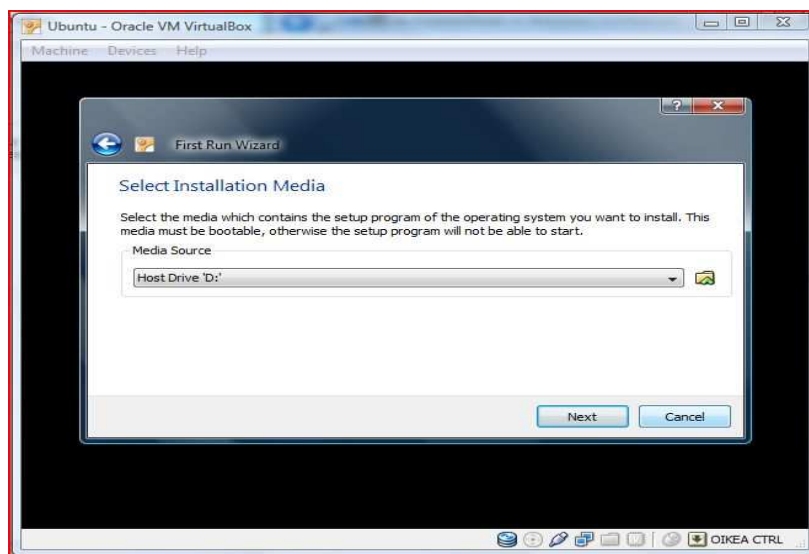 Ubuntu - Oracle VM VirtualBox
Machine Devices Help
First Run Wizard
Select Installation Media
Select the media which contains the setup program of the operating system you want to install. This
media must be bootable, otherwise the setup program will not be able to start.
Media Source
Host Drive 'D:'
Next Cancel
OIKEA CTRL